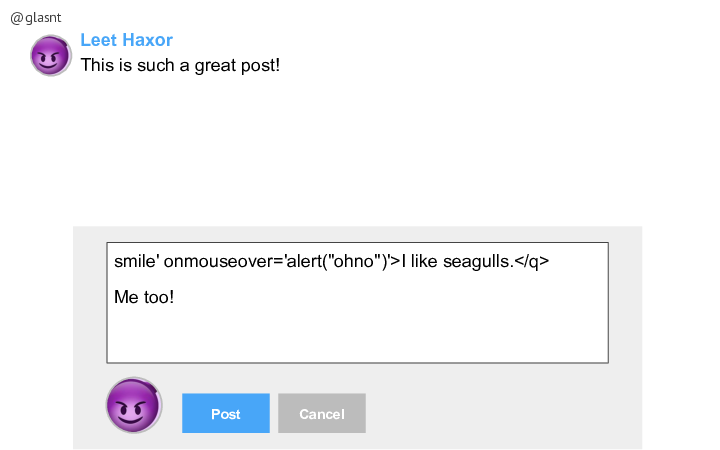 @glasnt
Leet Haxor
This is such a great post!
smile' onmouseover='alert("ohno")'>I like seagulls.</q>
Me too!
Post
Cancel